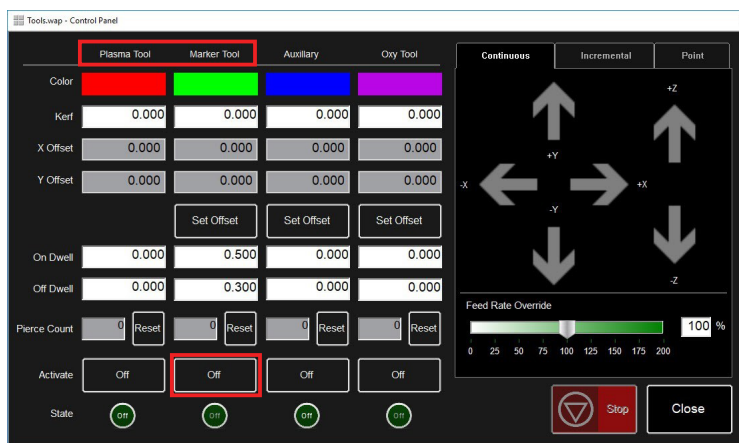 Tools.wap - Control Panel
Plasma Tool Marker Tool Auxillary Oxy Tool
Color
Kerf 0.000 0.000 0.000 0.000
X Offset 0.000 0.000 0.000 0.000
Y Offset 0.000 0.000 0.000 0.000
Set Offset Set Offset Set Offset
On Dwell 0.000 0.500 0.000 0.000
Off Dwell 0.000 0.300 0.000 0.000
Pierce Count 0 Reset 0 Reset 0 Reset 0 Reset
Activate Off Off Off Off
State Off Off Off Off
Continuous Incremental Point
+Z
+Y
-X +X
-Y
-Z
Feed Rate Override
100 %
0 25 50 75 100 125 150 175 200
Stop Close